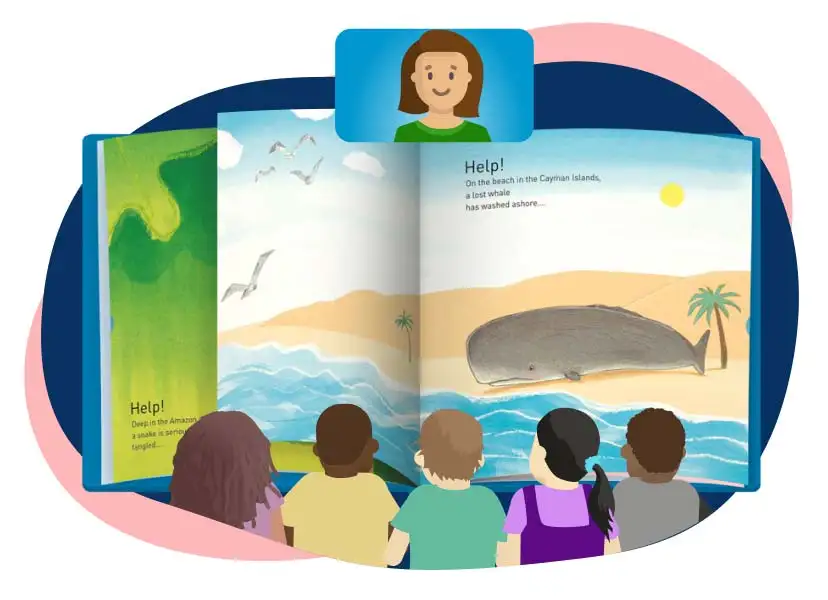 Help!
Deep in the Amazon,
a snake is seriou
tangled....
Help!
On the beach in the Cayman Islands,
a lost whale
has washed ashore....